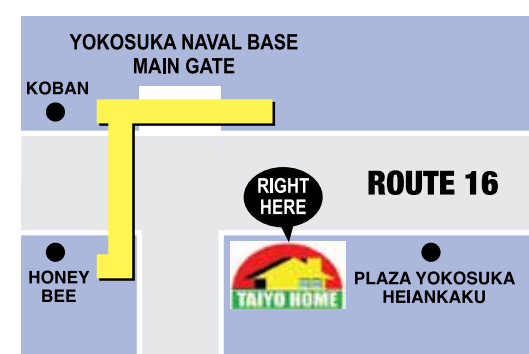 YOKOSUKA NAVAL BASE
MAIN GATE
KOBAN
RIGHT
HERE
ROUTE 16
HONEY
BEE
TAIYO HOME
PLAZA YOKOSUKA
HEIANKAKU